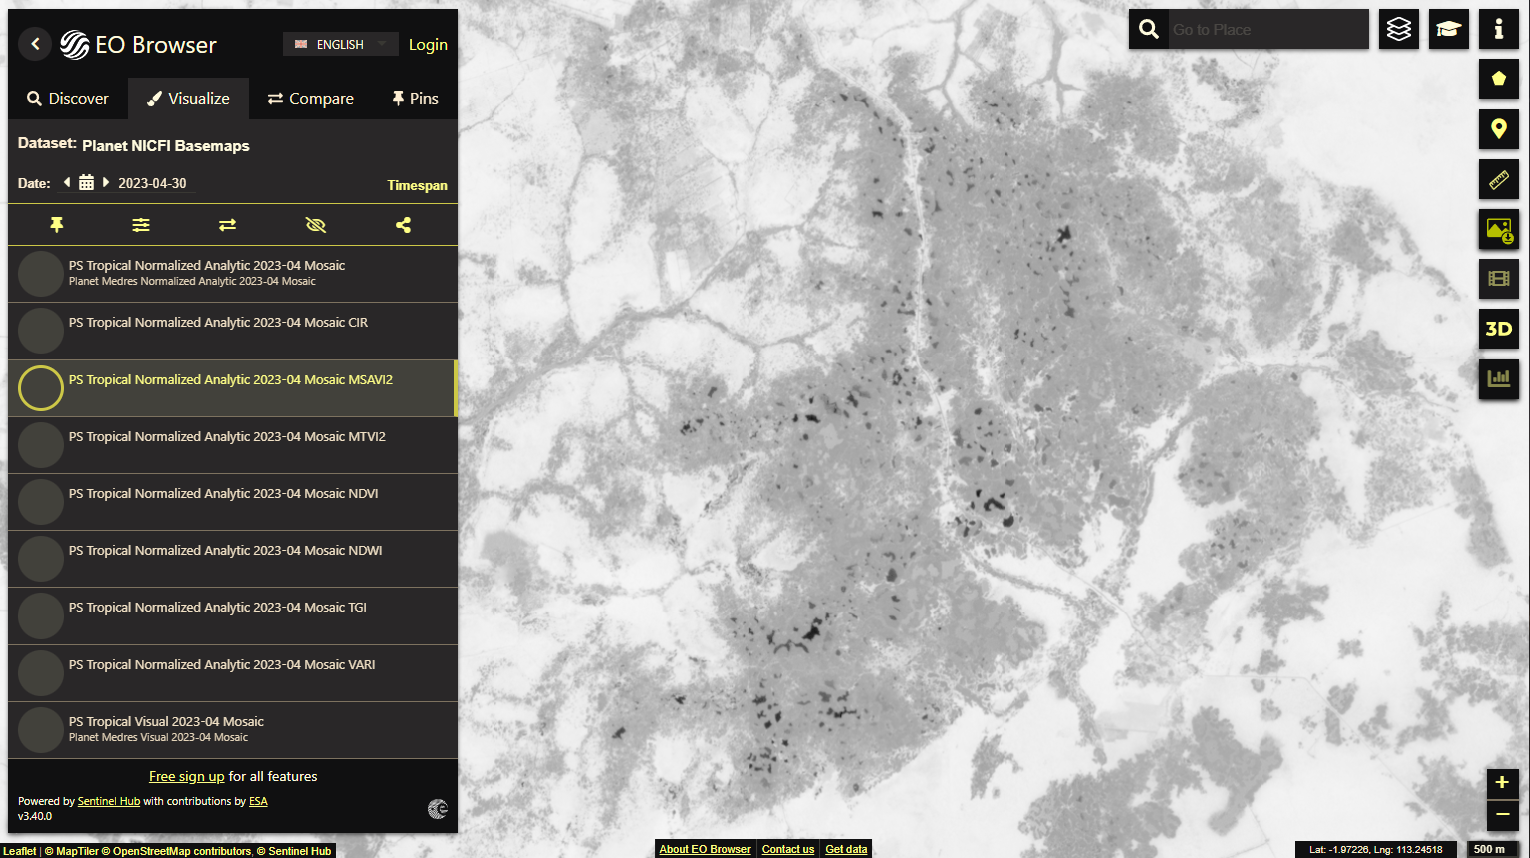 EO Browser
ENGLISH
Login
Discover
Visualize
Compare
Pins
Dataset: Planet NICFI Basemaps
Date: 2023-04-30
Timespan
PS Tropical Normalized Analytic 2023-04 Mosaic
Planet Medres Normalized Analytic 2023-04 Mosaic
PS Tropical Normalized Analytic 2023-04 Mosaic CIR
PS Tropical Normalized Analytic 2023-04 Mosaic MSAVI2
PS Tropical Normalized Analytic 2023-04 Mosaic MTVI2
PS Tropical Normalized Analytic 2023-04 Mosaic NDVI
PS Tropical Normalized Analytic 2023-04 Mosaic NDWI
PS Tropical Normalized Analytic 2023-04 Mosaic TGI
PS Tropical Normalized Analytic 2023-04 Mosaic VARI
PS Tropical Visual 2023-04 Mosaic
Planet Medres Visual 2023-04 Mosaic
Free sign up for all features
Powered by Sentinel Hub with contributions by ESA
v3.40.0
Go to Place
3D
+
−
Leaflet | © MapTiler © OpenStreetMap contributors, © Sentinel Hub
About EO Browser
Contact us
Get data
Lat: -1.97226, Lng: 113.24518
500 m